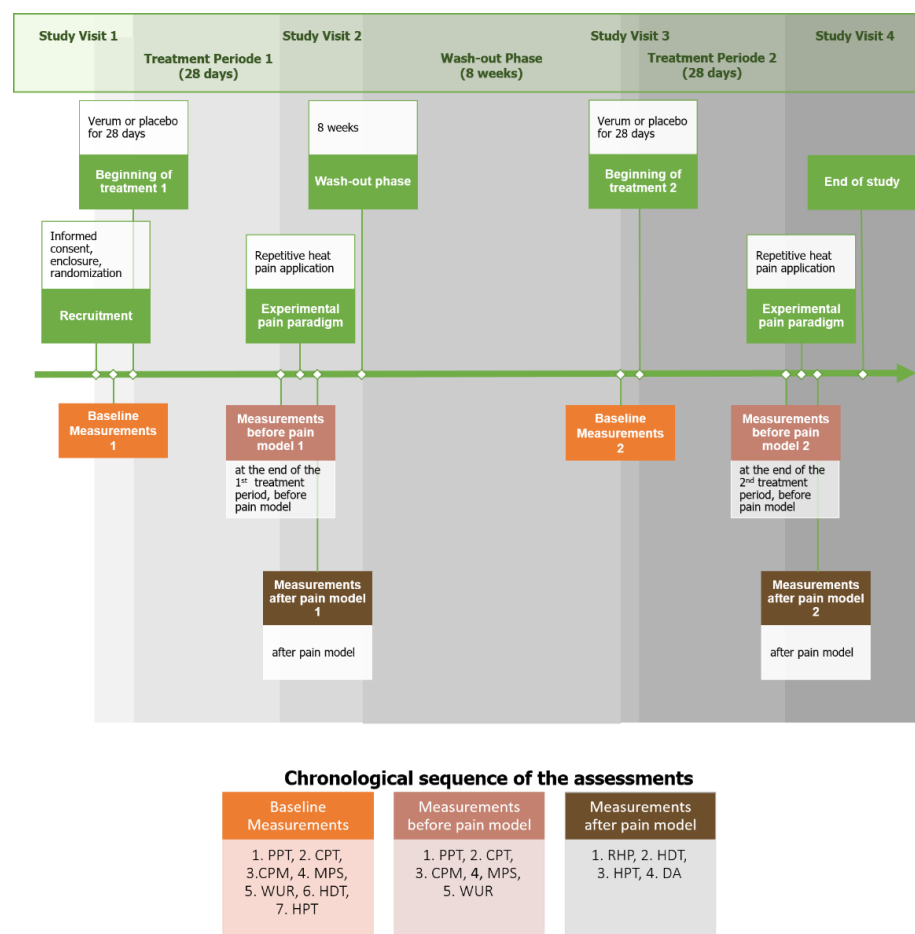 Study Visit 1
Study Visit 2
Study Visit 3
Study Visit 4
Treatment Periode 1
(28 days)
Wash-out Phase
(8 weeks)
Treatment Periode 2
(28 days)
Verum or placebo
for 28 days
Beginning of
treatment 1
8 weeks
Wash-out phase
Verum or placebo
for 28 days
Beginning of
treatment 2
End of study
Informed
consent,
enclosure,
randomization
Recruitment
Repetitive heat
pain application
Experimental
pain paradigm
Repetitive heat
pain application
Experimental
pain paradigm
Baseline
Measurements
1
Measurements
before pain
model 1
at the end of the
1st treatment
period, before
pain model
Baseline
Measurements
2
Measurements
before pain
model 2
at the end of the
2nd treatment
period, before
pain model
Measurements
after pain model
1
after pain model
Measurements
after pain model
2
after pain model
Chronological sequence of the assessments
Baseline
Measurements
1. PPT, 2. CPT,
3.CPM, 4. MPS,
5. WUR, 6. HDT,
7. HPT
Measurements
before pain model
1. PPT, 2. CPT,
3. CPM, 4, MPS,
5. WUR
Measurements
after pain model
1. RHP, 2. HDT,
3. HPT, 4. DA